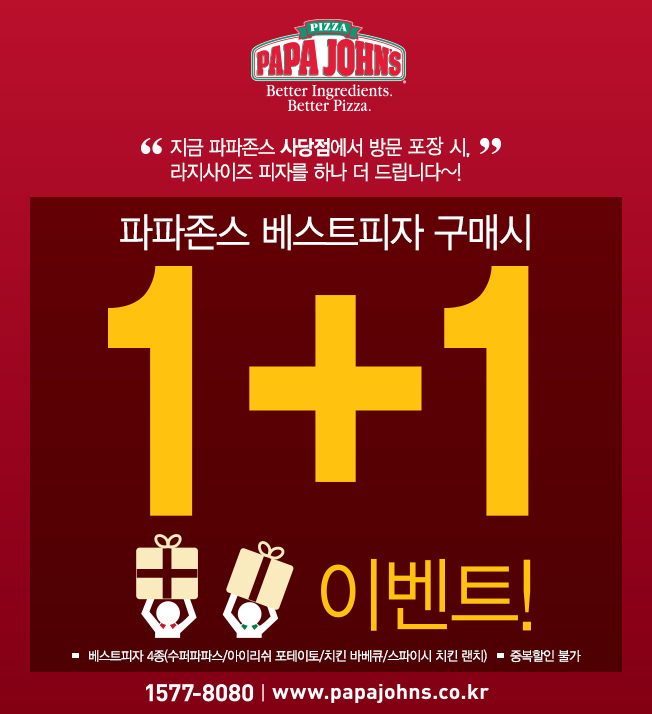 PIZZA
PAPA JOHN'S
Better Ingredients.
Better Pizza.
“ 지금 파파존스 사당점에서 방문 포장 시, ”
라지사이즈 피자를 하나 더 드립니다~!
파파존스 베스트피자 구매시
1+1
이벤트!
베스트피자 4종(수퍼파파스/아이리쉬 포테이토/치킨 바베큐/스파이시 치킨 랜치) 중복할인 불가
1577-8080 | www.papajohns.co.kr